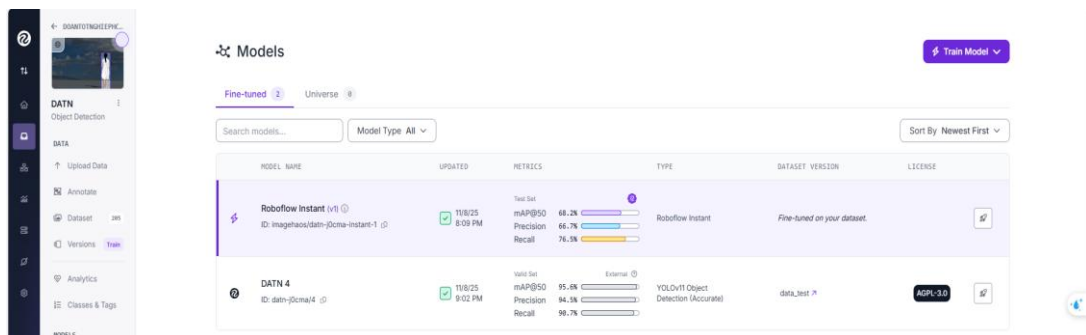 ← DOANTOTNGHIEPHK...
DATN
Object Detection
DATA
Upload Data
Annotate
Dataset 205
Versions Train
Analytics
Classes & Tags
MODELS
Models
Train Model
Fine-tuned 2 Universe 0
Search models... Model Type All
Sort By Newest First
MODEL NAME UPDATED METRICS TYPE DATASET VERSION LICENSE
Roboflow Instant (v1)
ID: imagehaos/datn-j0cma-instant-1
11/8/25
8:09 PM
Test Set
mAP@50 68.2%
Precision 66.7%
Recall 76.5%
Roboflow Instant
Fine-tuned on your dataset.
DATN 4
ID: datn-j0cma/4
11/8/25
9:02 PM
Valid Set External
mAP@50 95.6%
Precision 94.5%
Recall 90.7%
YOLOv11 Object
Detection (Accurate)
data_test
AGPL-3.0